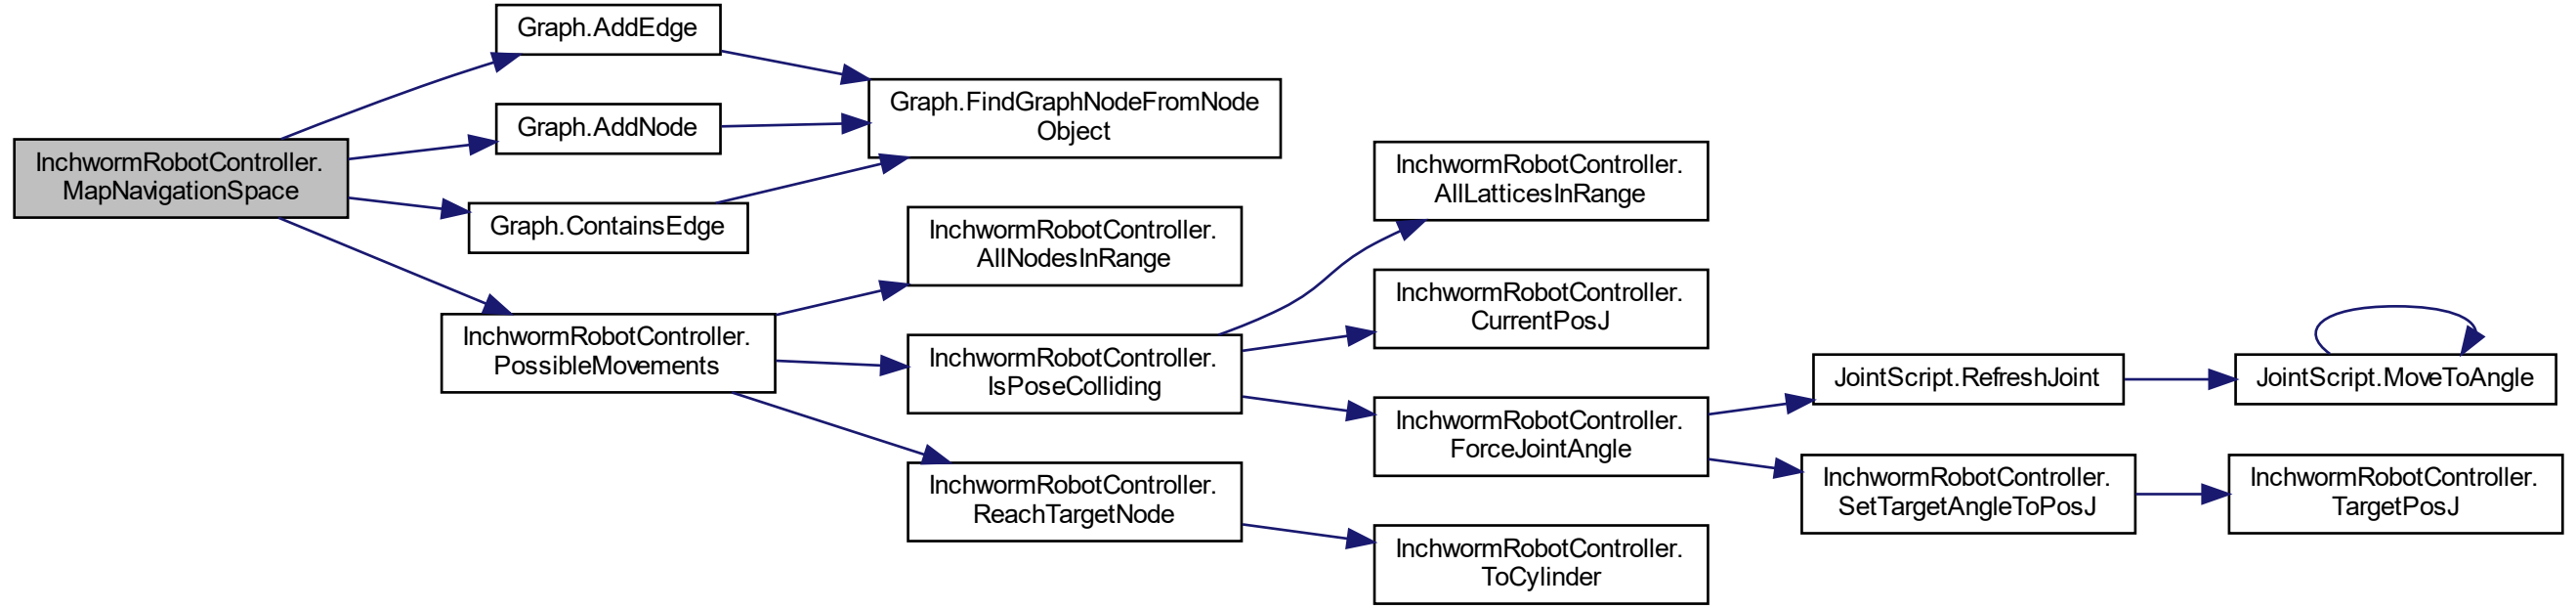 Graph.AddEdge
Graph.AddNode
InchwormRobotController.
MapNavigationSpace
Graph.ContainsEdge
InchwormRobotController.
PossibleMovements
Graph.FindGraphNodeFromNode
Object
InchwormRobotController.
AllNodesInRange
InchwormRobotController.
IsPoseColliding
InchwormRobotController.
ReachTargetNode
InchwormRobotController.
AllLatticesInRange
InchwormRobotController.
CurrentPosJ
InchwormRobotController.
ForceJointAngle
InchwormRobotController.
ToCylinder
JointScript.RefreshJoint
InchwormRobotController.
SetTargetAngleToPosJ
JointScript.MoveToAngle
InchwormRobotController.
TargetPosJ